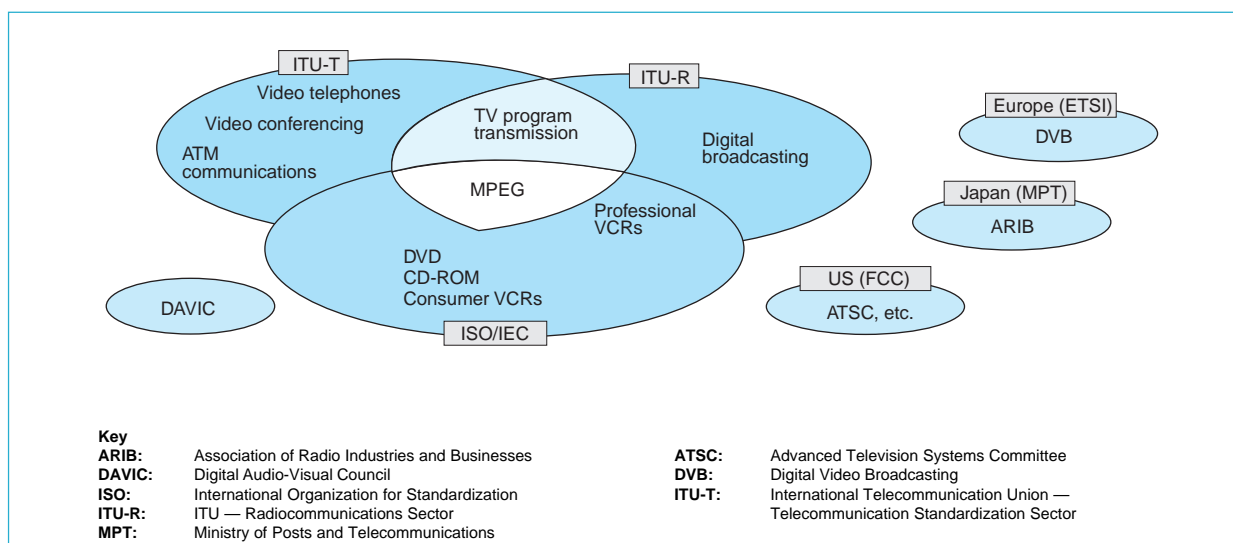 ITU-T
Video telephones
Video conferencing
ATM
communications
TV program
transmission
ITU-R
Digital
broadcasting
MPEG
Professional
VCRs
DVD
CD-ROM
Consumer VCRs
ISO/IEC
DAVIC
Europe (ETSI)
DVB
Japan (MPT)
ARIB
US (FCC)
ATSC, etc.
Key
ARIB: Association of Radio Industries and Businesses
DAVIC: Digital Audio-Visual Council
ISO: International Organization for Standardization
ITU-R: ITU — Radiocommunications Sector
MPT: Ministry of Posts and Telecommunications
ATSC: Advanced Television Systems Committee
DVB: Digital Video Broadcasting
ITU-T: International Telecommunication Union —
Telecommunication Standardization Sector